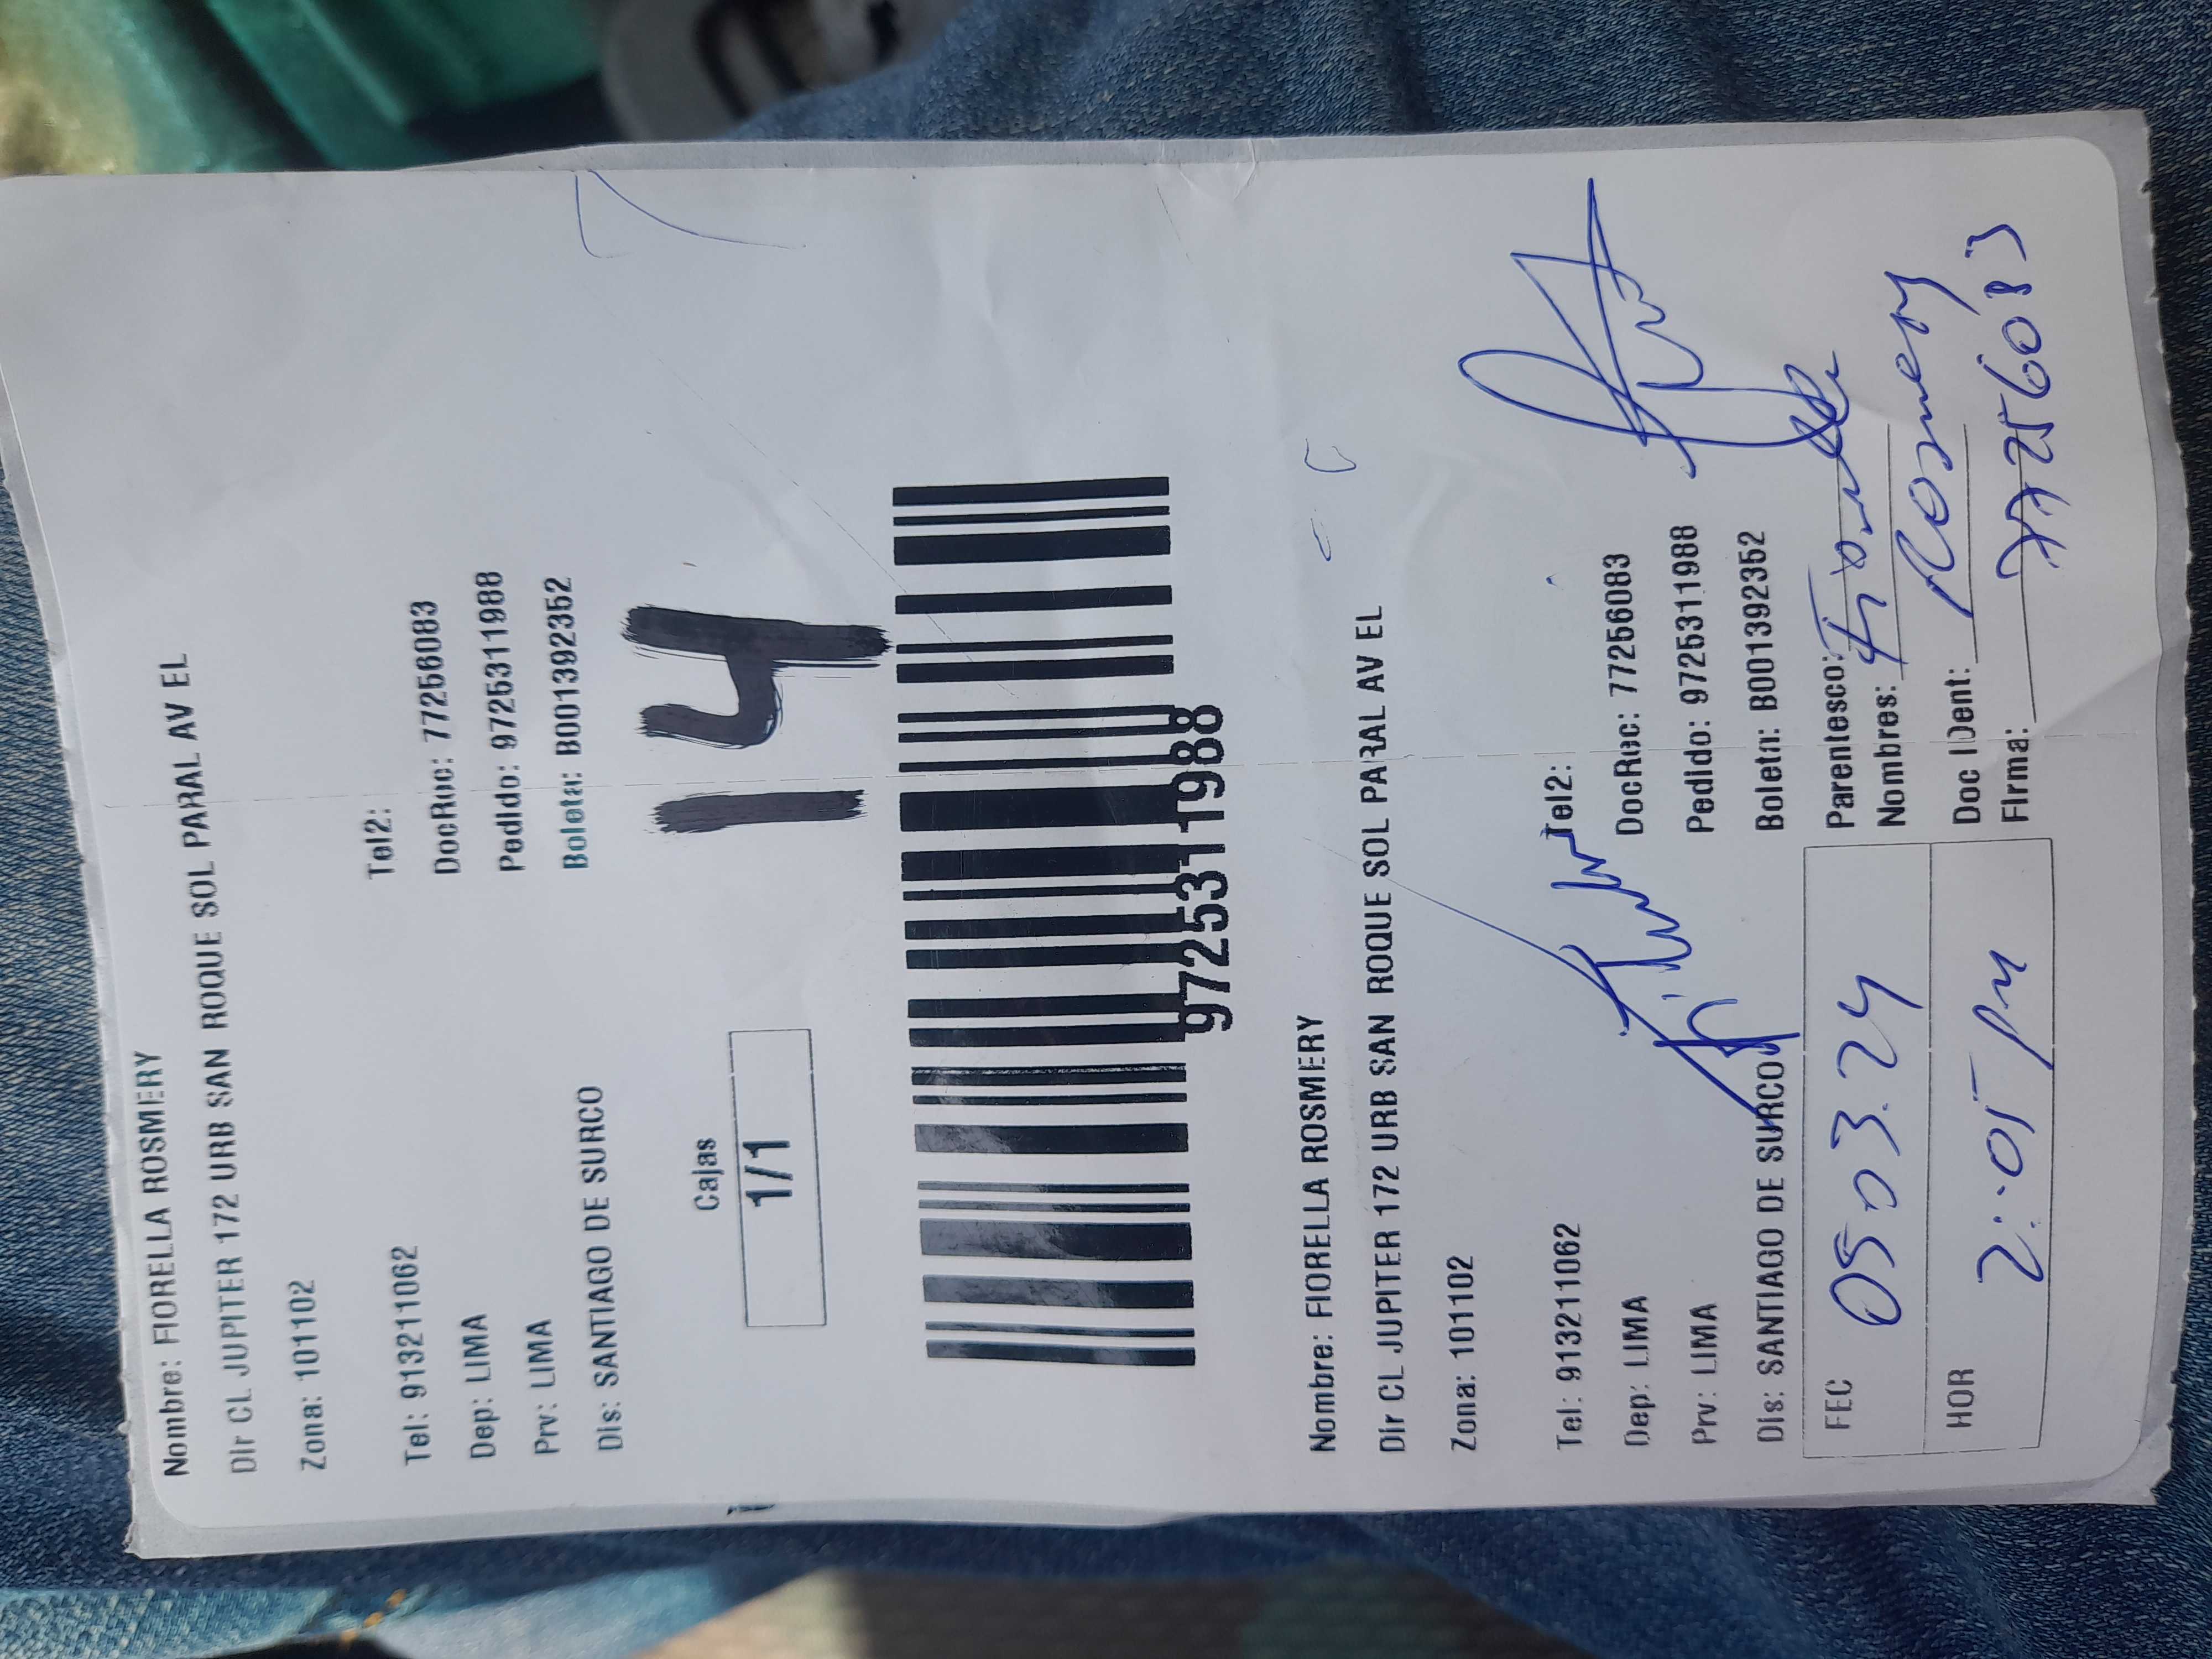 Nombre: FIORELLA ROSMERY
Dir CL JUPITER 172 URB SAN ROQUE SOL PARAL AV EL
Zona: 101102
Tel: 913211062 Tel2:
Dep: LIMA DocRuc: 77256083
Prv: LIMA Pedido: 972531T988
Dis: SANTIAGO DE SURCO Boleta: B001392352
Cajas
1/1
14
9725311988
Nombre: FIORELLA ROSMERY
Dir CL JUPITER 172 URB SAN ROQUE SOL PARAL AV EL
Zona: 101102
Tel: 913211062 Tel2:
Dep: LIMA DocRuc: 77256083
Prv: LIMA Pedido: 9725311988
Dis: SANTIAGO DE SURCO Boleta: B001392352
FEC 05.03.24
HOR 2:05 PM
Parentesco: Fiorella
Nombres: Rosmery
Doc IDent: 77256083
Firma: